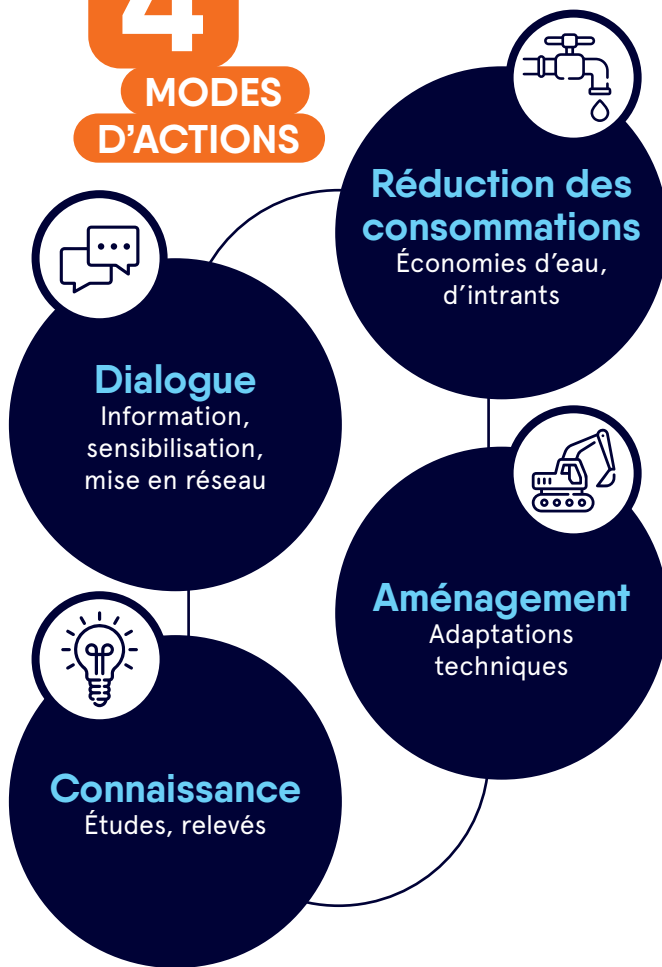 4
MODES
D’ACTIONS
Réduction des
consommations
Économies d’eau,
d’intrants
Dialogue
Information,
sensibilisation,
mise en réseau
Aménagement
Adaptations
techniques
Connaissance
Études, relevés